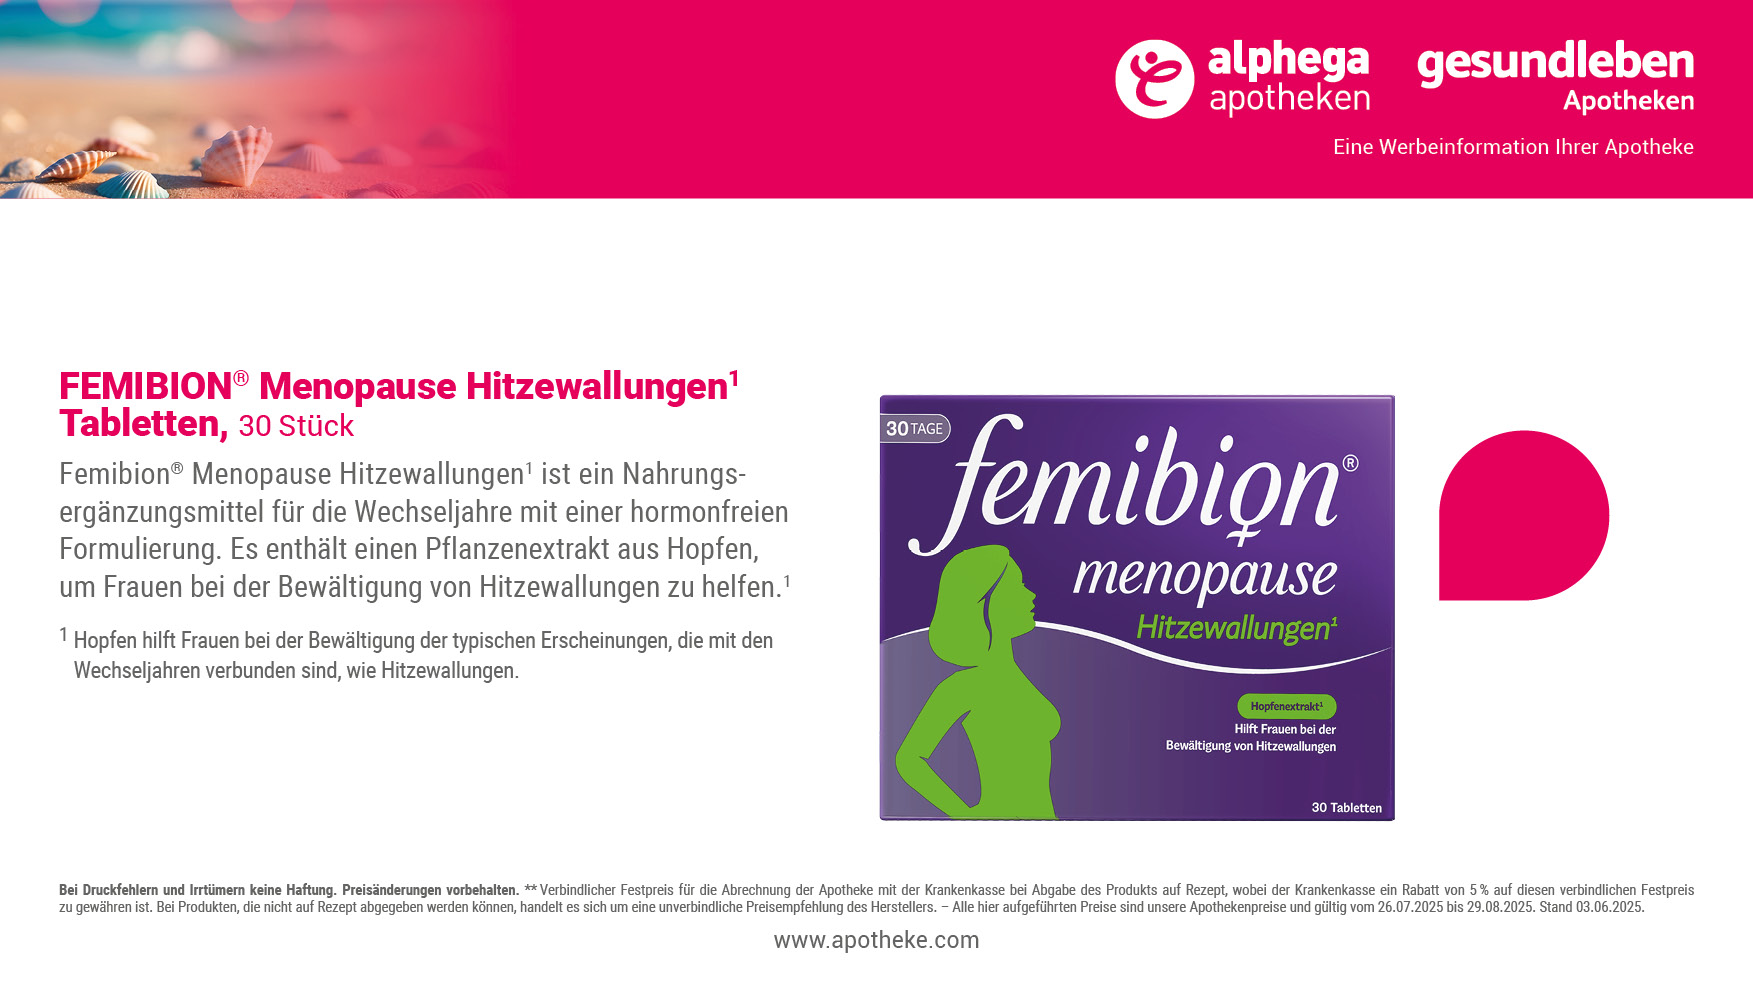 alphega
apotheken
gesundleben
Apotheken
Eine Werbeinformation Ihrer Apotheke
FEMIBION® Menopause Hitzewallungen¹
Tabletten, 30 Stück
Femibion® Menopause Hitzewallungen¹ ist ein Nahrungs-
ergänzungsmittel für die Wechseljahre mit einer hormonfreien
Formulierung. Es enthält einen Pflanzenextrakt aus Hopfen,
um Frauen bei der Bewältigung von Hitzewallungen zu helfen.¹
¹ Hopfen hilft Frauen bei der Bewältigung der typischen Erscheinungen, die mit den
Wechseljahren verbunden sind, wie Hitzewallungen.
30 TAGE
femibion®
menopause
Hitzewallungen¹
Hopfenextrakt¹
Hilft Frauen bei der
Bewältigung von Hitzewallungen
30 Tabletten
Bei Druckfehlern und Irrtümern keine Haftung. Preisänderungen vorbehalten. ** Verbindlicher Festpreis für die Abrechnung der Apotheke mit der Krankenkasse bei Abgabe des Produkts auf Rezept, wobei der Krankenkasse ein Rabatt von 5 % auf diesen verbindlichen Festpreis
zu gewähren ist. Bei Produkten, die nicht auf Rezept abgegeben werden können, handelt es sich um eine unverbindliche Preisempfehlung des Herstellers. – Alle hier aufgeführten Preise sind unsere Apothekenpreise und gültig vom 26.07.2025 bis 29.08.2025. Stand 03.06.2025.
www.apotheke.com